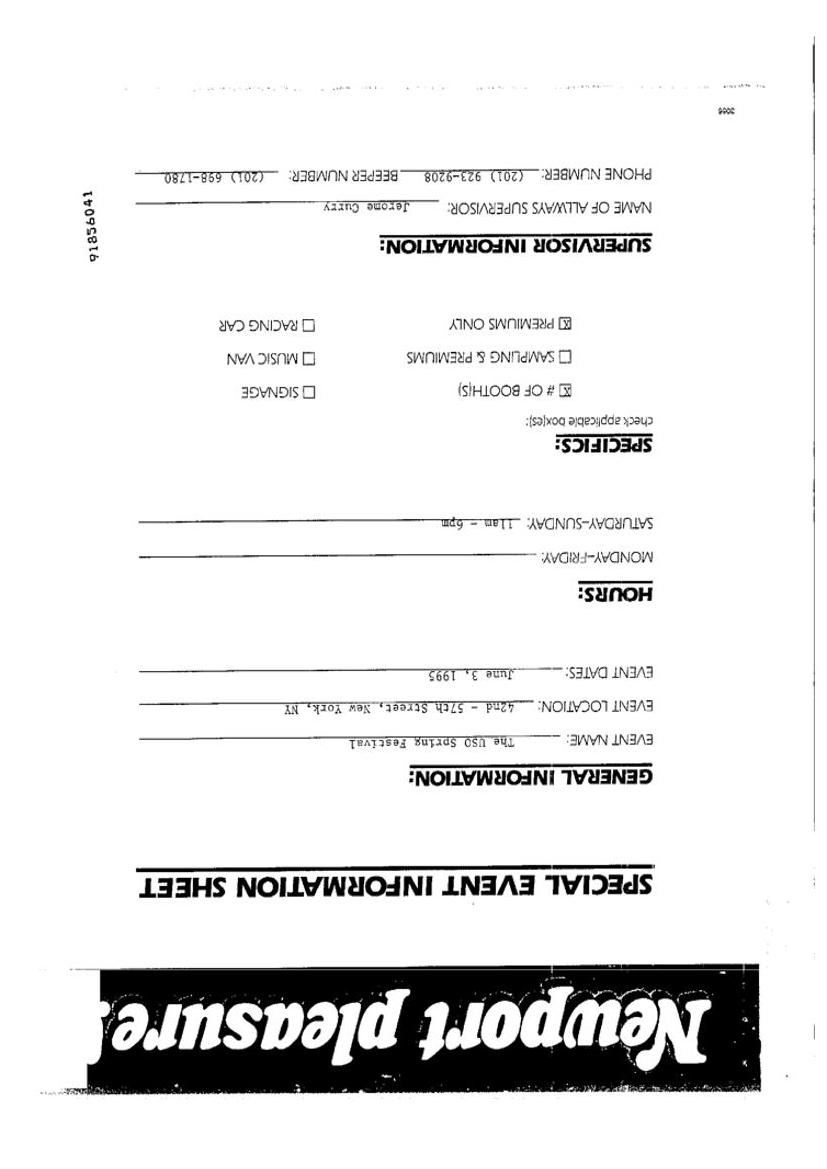 Newport pleasure!
SPECIAL EVENT INFORMATION SHEET
GENERAL INFORMATION:
EVENT NAME: The USO Spring Festival
EVENT LOCATION: 42nd - 57th Street, New York, NY
EVENT DATES: June 3, 1995
HOURS:
MONDAY-FRIDAY:
SATURDAY-SUNDAY: 11am - 6pm
SPECIFICS:
check applicable box(es):
☒ # OF BOOTH(S) ☐ SIGNAGE
☐ SAMPLING & PREMIUMS ☐ MUSIC VAN
☒ PREMIUMS ONLY ☐ RACING CAR
SUPERVISOR INFORMATION:
NAME OF ALLWAYS SUPERVISOR: Jerome Curry
PHONE NUMBER: (201) 923-9208 BEEPER NUMBER: (201) 698-1780
91856041